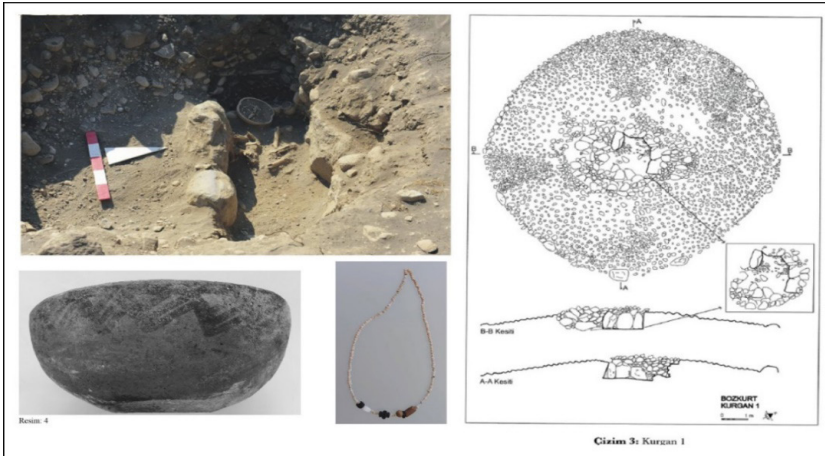 Resim: 4
A
B
B
A
B-B Kesiti
A-A Kesiti
BOZKURT
KURGAN 1
Çizim 3: Kurgan 1